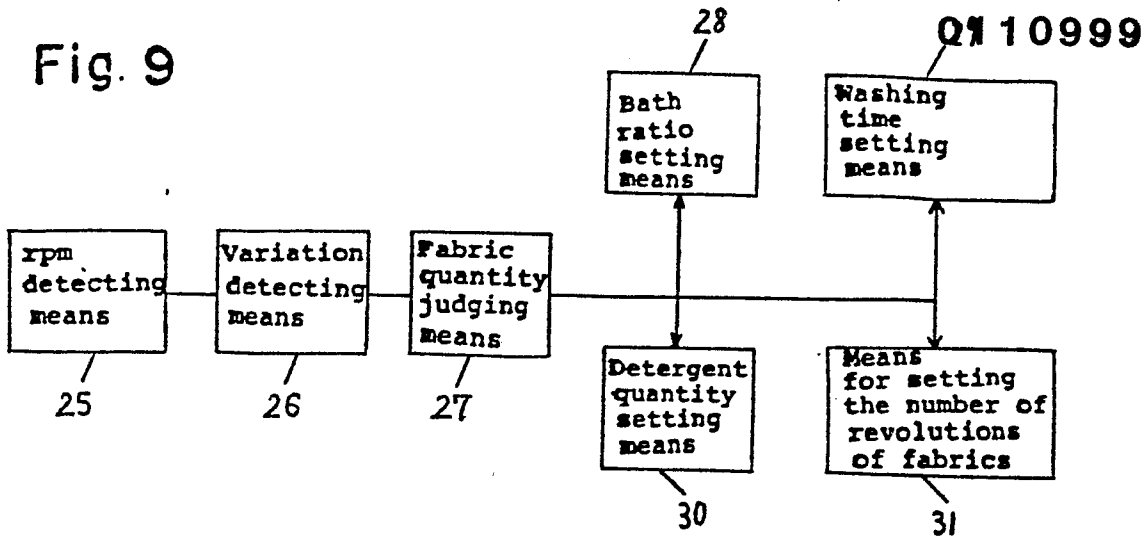 Fig. 9
28
10999
Bath
ratio
setting
means
Washing
time
setting
means
rpm
detecting
means
Variation
detecting
means
Fabric
quantity
judging
means
25
26
27
Detergent
quantity
setting
means
Means
for setting
the number of
revolutions
of fabrics
30
31